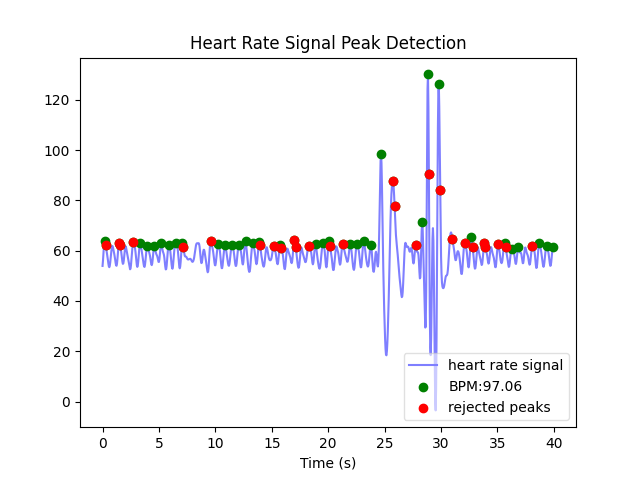 Heart Rate Signal Peak Detection
120
100
80
60
40
20
0
heart rate signal
BPM:97.06
rejected peaks
0 5 10 15 20 25 30 35 40
Time (s)